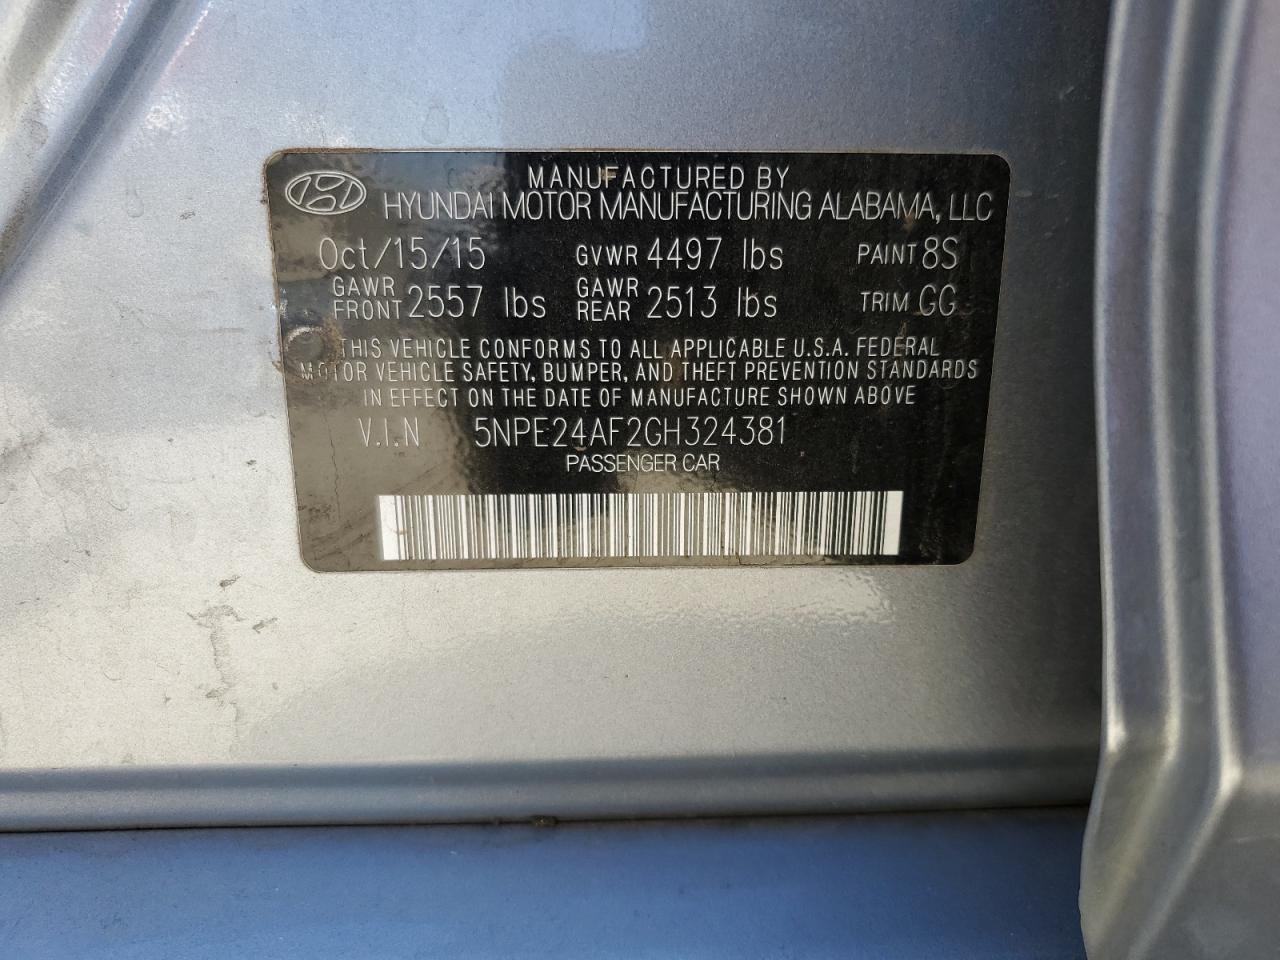 MANUFACTURED BY
HYUNDAI MOTOR MANUFACTURING ALABAMA, LLC
Oct/15/15 GVWR 4497 lbs PAINT 8S
GAWR FRONT 2557 lbs GAWR REAR 2513 lbs TRIM GG
THIS VEHICLE CONFORMS TO ALL APPLICABLE U.S.A. FEDERAL
MOTOR VEHICLE SAFETY, BUMPER, AND THEFT PREVENTION STANDARDS
IN EFFECT ON THE DATE OF MANUFACTURE SHOWN ABOVE
V.I.N 5NPE24AF2GH324381
PASSENGER CAR